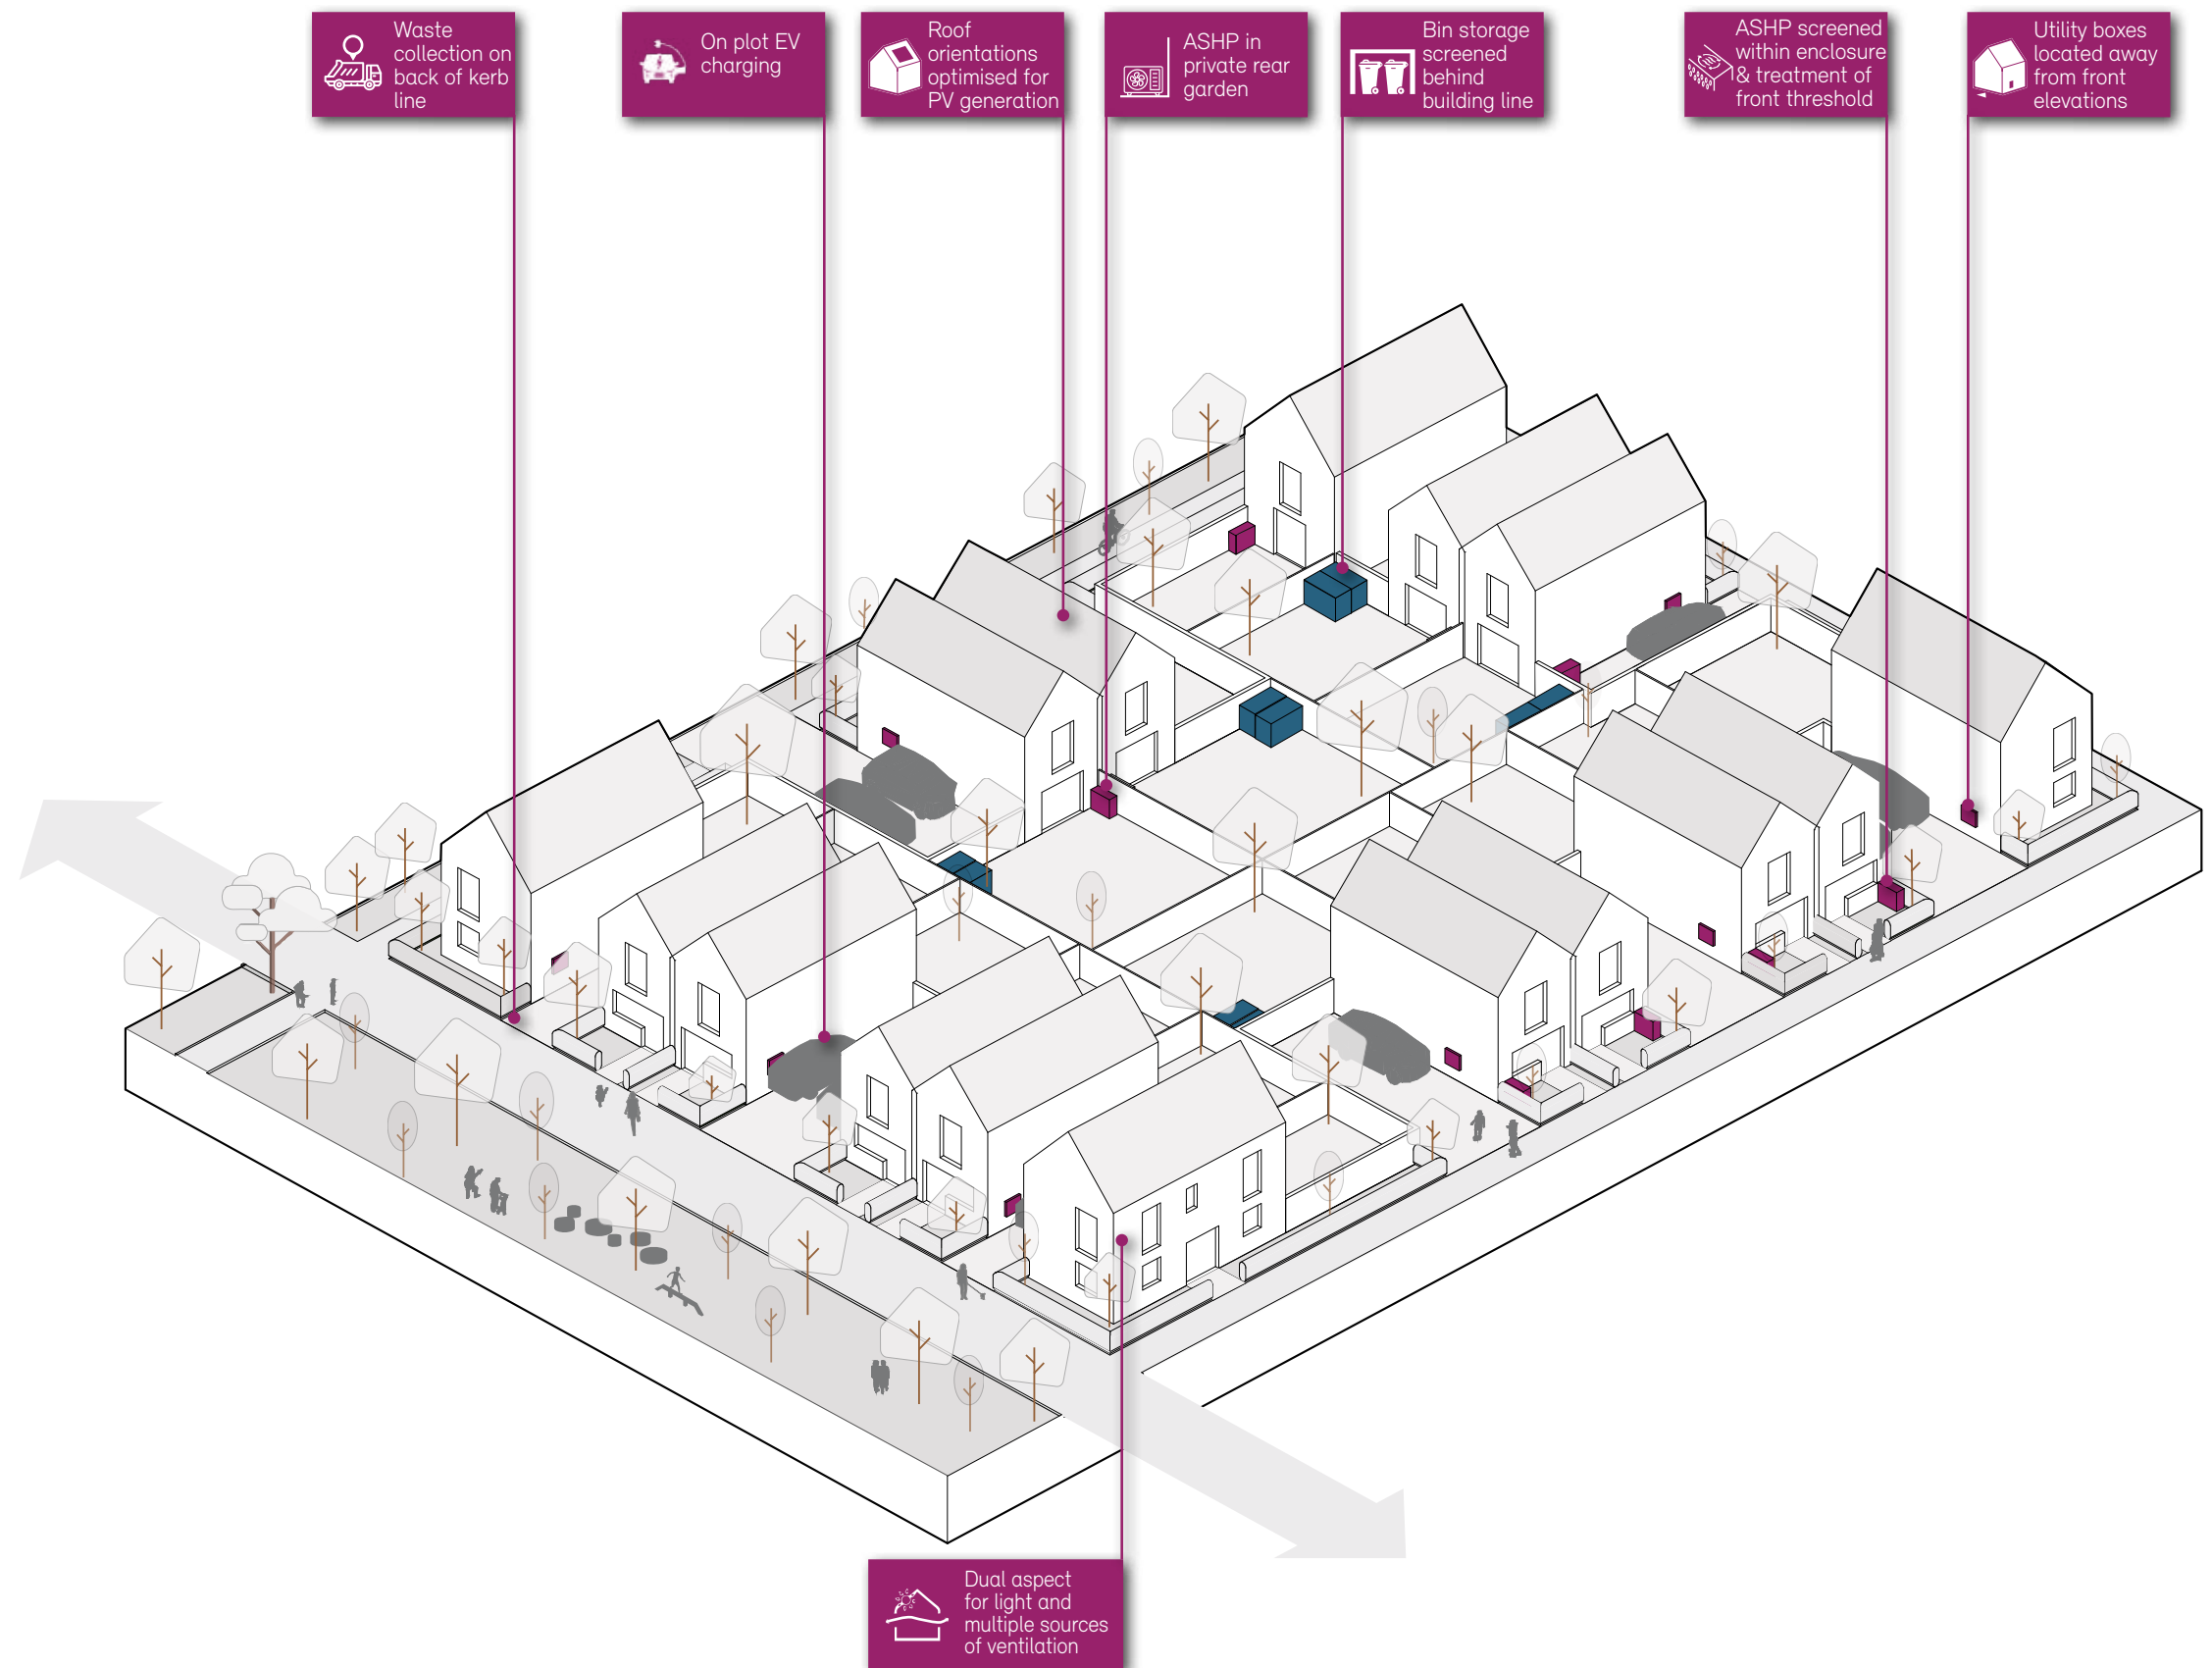 Waste
collection on
back of kerb
line
On plot EV
charging
Roof
orientations
optimised for
PV generation
ASHP in
private rear
garden
Bin storage
screened
behind
building line
ASHP screened
within enclosure
& treatment of
front threshold
Utility boxes
located away
from front
elevations
Dual aspect
for light and
multiple sources
of ventilation